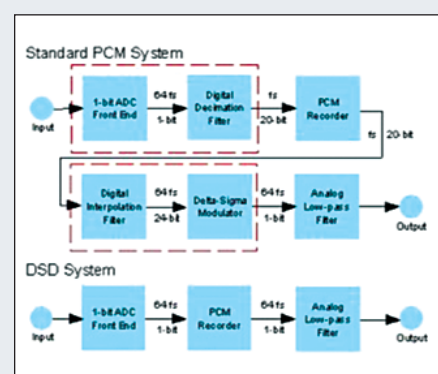 Standard PCM System
Input
1-bit ADC
Front End
64 fs
1-bit
Digital
Decimation
Filter
fs
20-bit
PCM
Recorder
fs 20-bit
Digital
Interpolation
Filter
64 fs
24-bit
Delta-Sigma
Modulator
64 fs
1-bit
Analog
Low-pass
Filter
Output
DSD System
Input
1-bit ADC
Front End
64 fs
1-bit
PCM
Recorder
64 fs
1-bit
Analog
Low-pass
Filter
Output